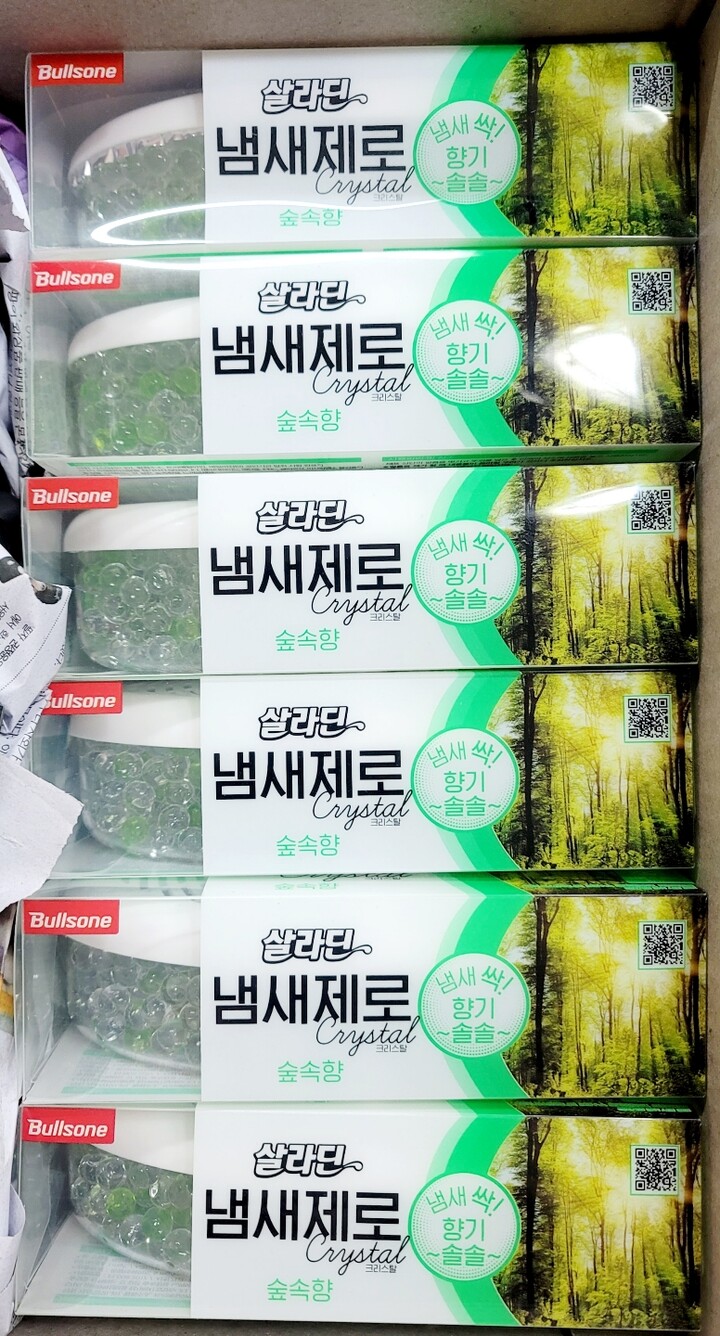 Bullsone
살라딘
냄새제로
Crystal
크리스탈
숲속향
냄새 싹!
향기
~솔솔~
Bullsone
살라딘
냄새제로
Crystal
크리스탈
숲속향
냄새 싹!
향기
~솔솔~
Bullsone
살라딘
냄새제로
Crystal
크리스탈
숲속향
냄새 싹!
향기
~솔솔~
Bullsone
살라딘
냄새제로
Crystal
크리스탈
숲속향
냄새 싹!
향기
~솔솔~
Crystal
Bullsone
살라딘
냄새제로
Crystal
크리스탈
숲속향
냄새 싹!
향기
~솔솔~
Bullsone
살라딘
냄새제로
Crystal
크리스탈
숲속향
냄새 싹!
향기
~솔솔~